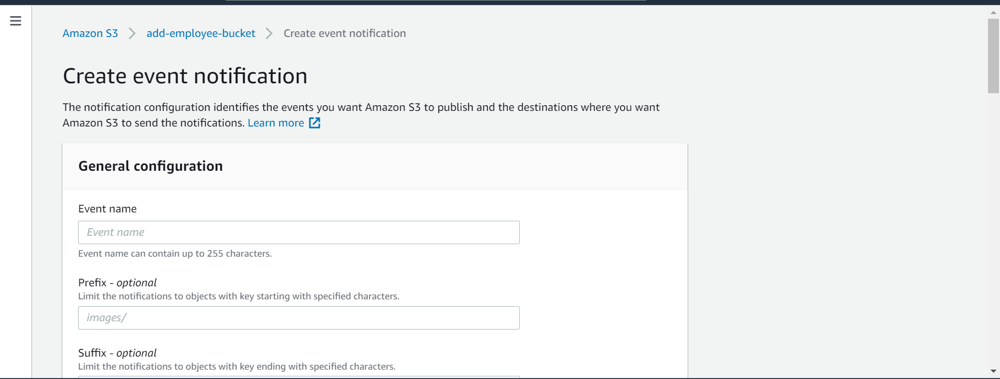 Amazon S3 > add-employee-bucket > Create event notification
Create event notification
The notification configuration identifies the events you want Amazon S3 to publish and the destinations where you want
Amazon S3 to send the notifications. Learn more
General configuration
Event name
Event name
Event name can contain up to 255 characters.
Prefix - optional
Limit the notifications to objects with key starting with specified characters.
images/
Suffix - optional
Limit the notifications to objects with key ending with specified characters.